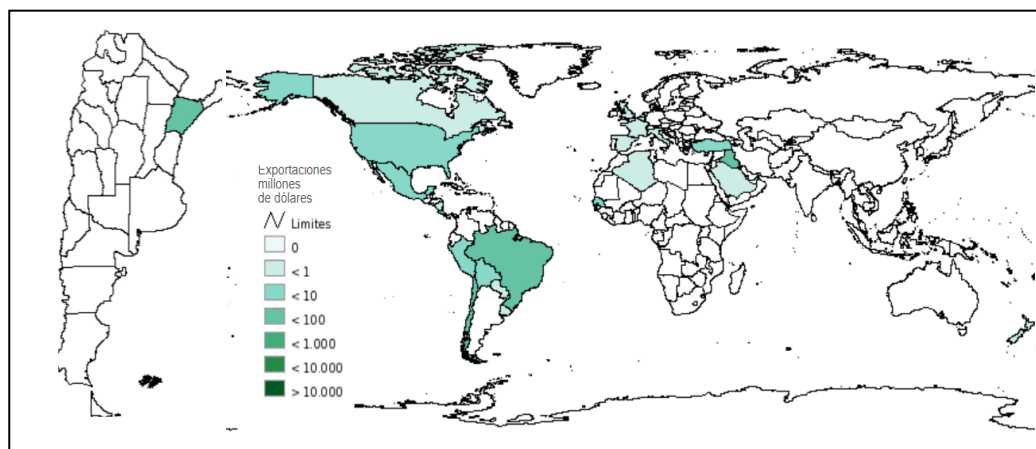 Exportaciones
millones
de dólares
Limites
0
< 1
< 10
< 100
< 1.000
< 10.000
> 10.000